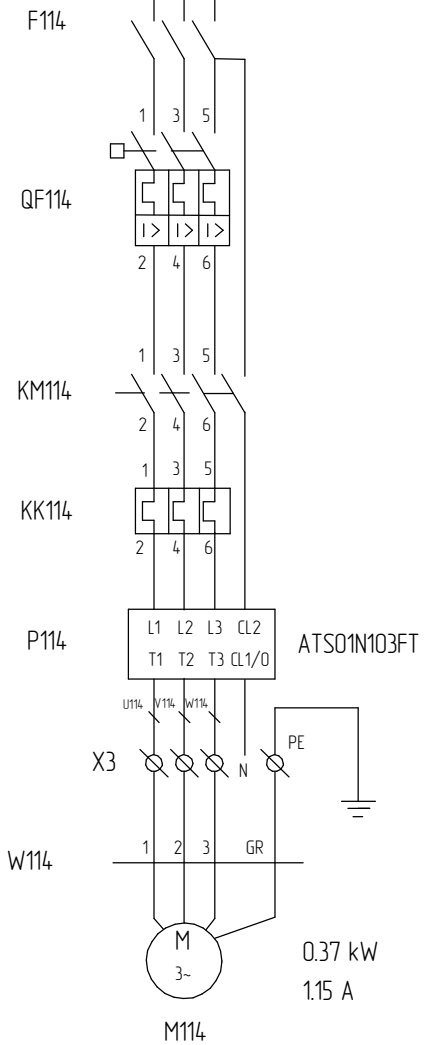 F114
1 3 5
QF114
I> I> I>
2 4 6
1 3 5
KM114
2 4 6
1 3 5
KK114
2 4 6
L1 L2 L3 CL2
P114
ATS01N103FT
T1 T2 T3 CL1/0
U114 V114 W114
PE
X3
N
1 2 3 GR
W114
M
3~
0.37 kW
1.15 A
M114